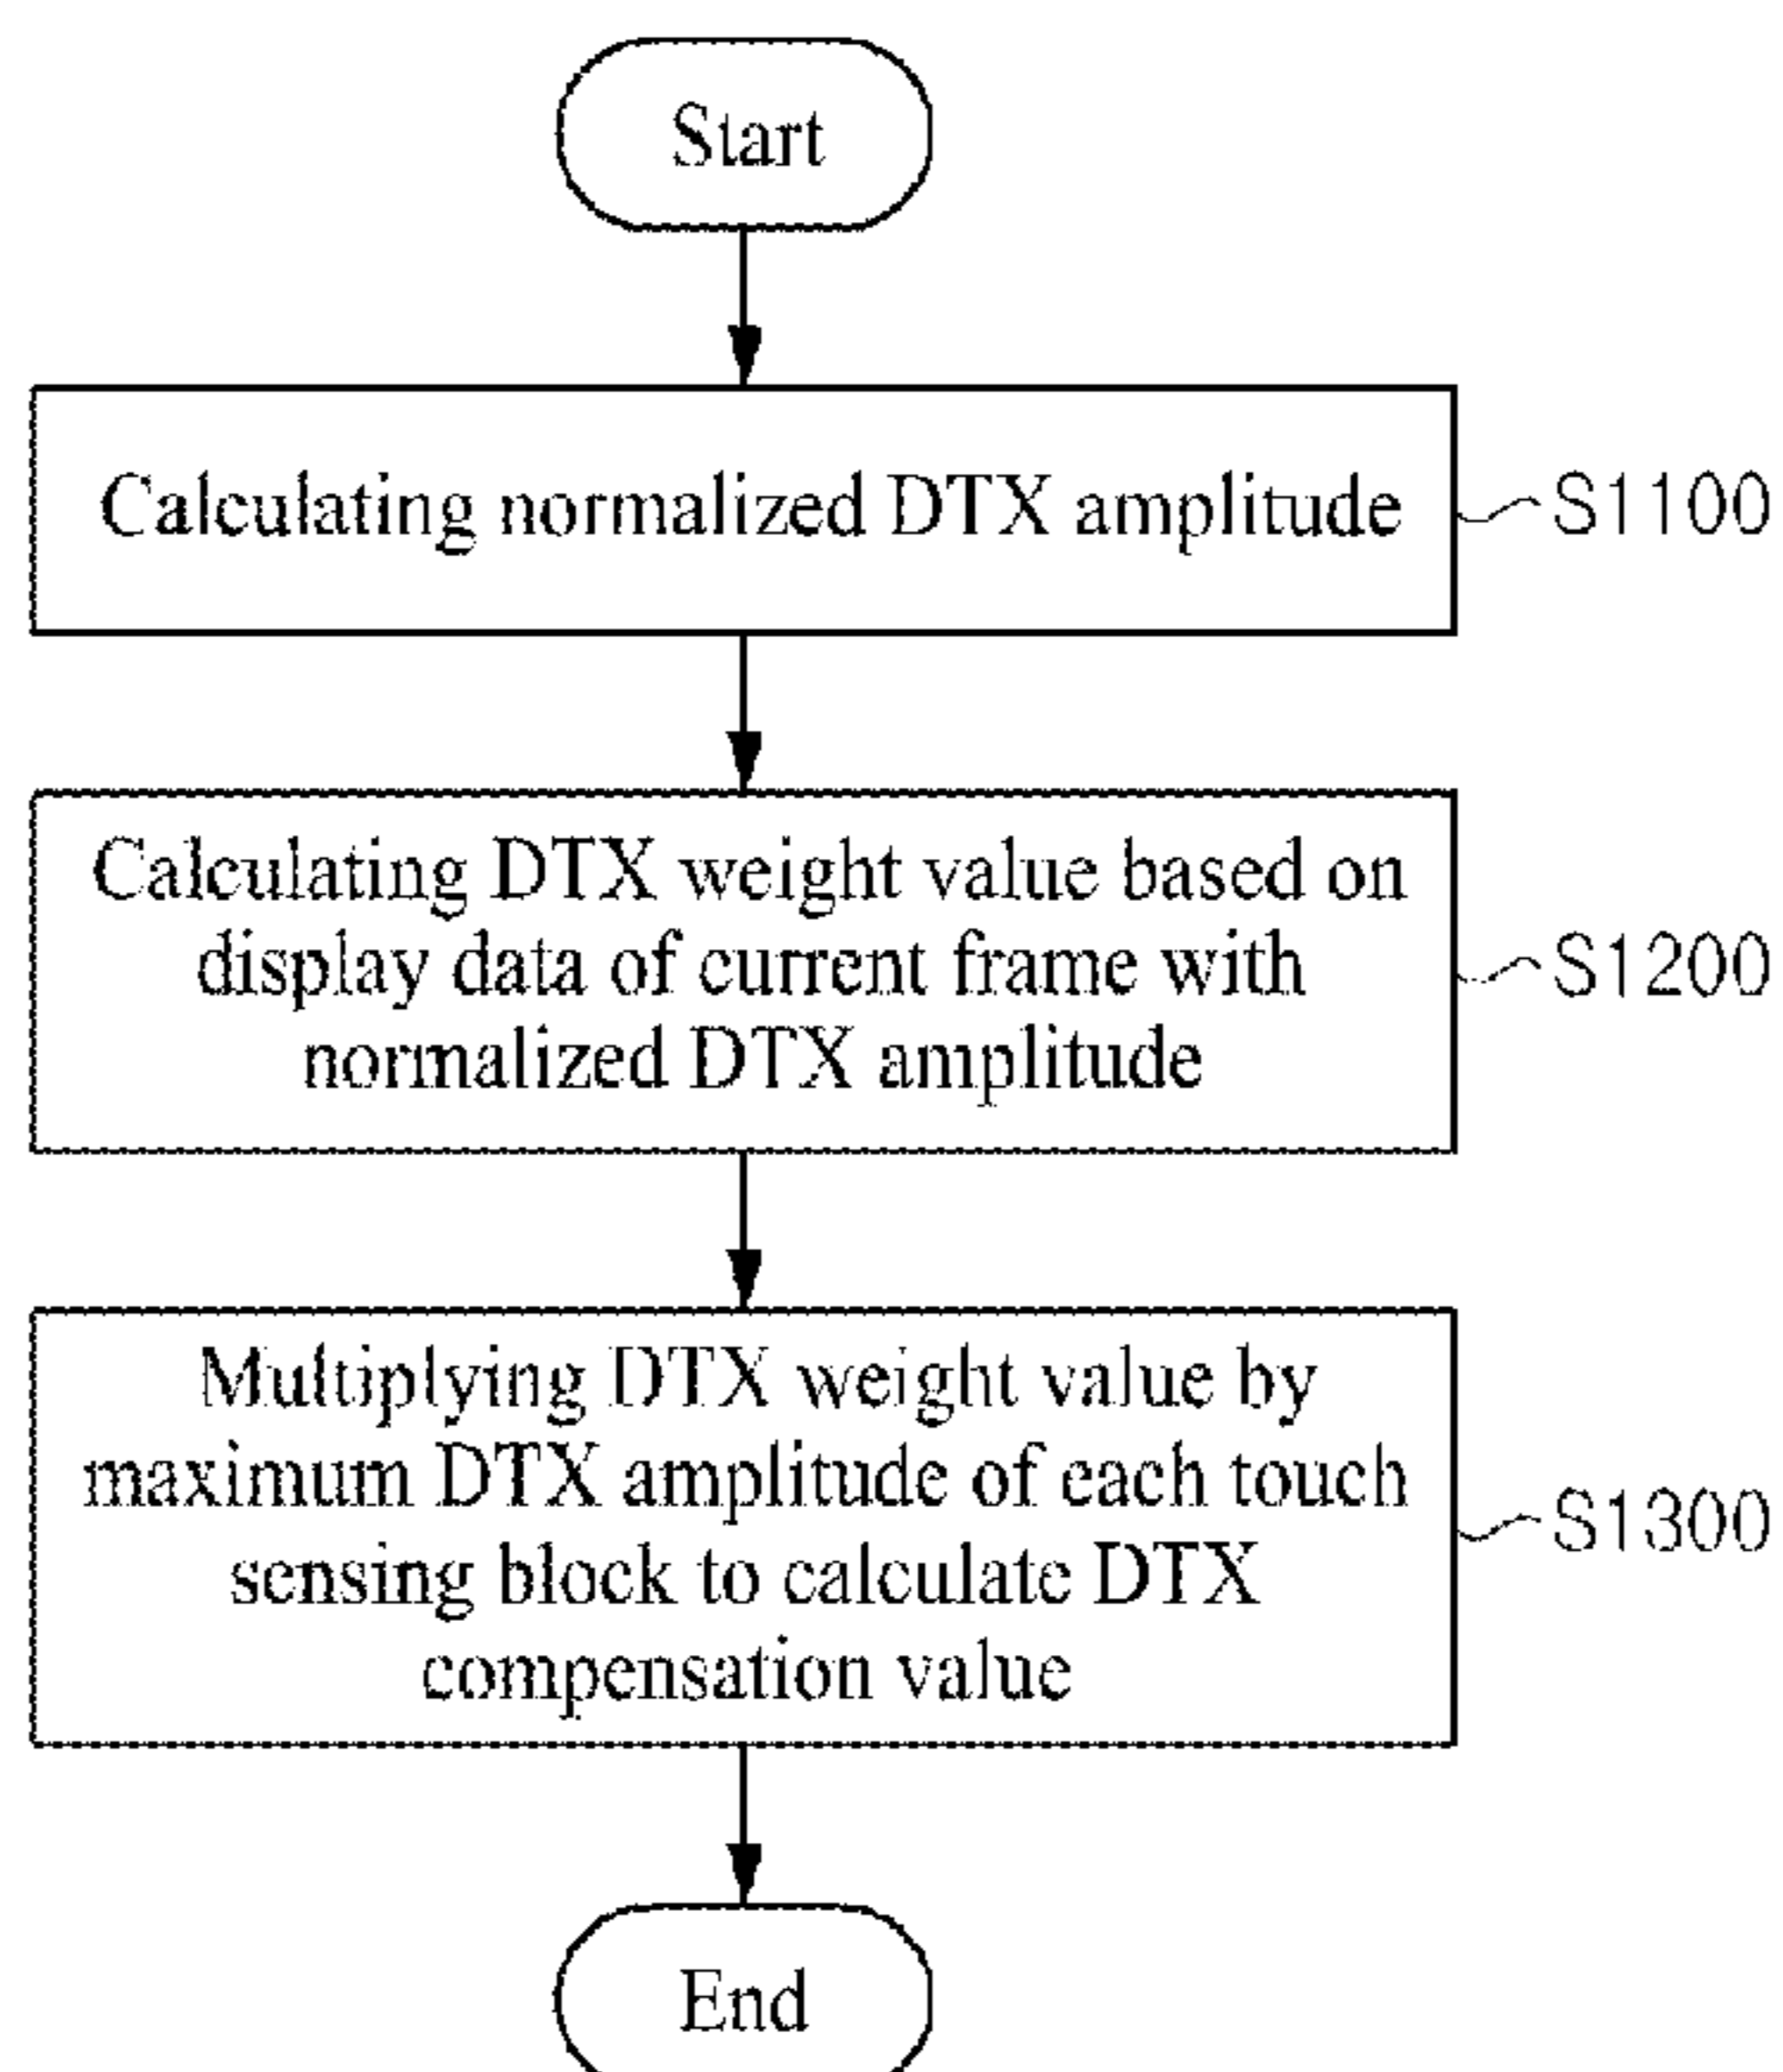 Start
Calculating normalized DTX amplitude
S1100
Calculating DTX weight value based on
display data of current frame with
normalized DTX amplitude
S1200
Multiplying DTX weight value by
maximum DTX amplitude of each touch
sensing block to calculate DTX
compensation value
S1300
End